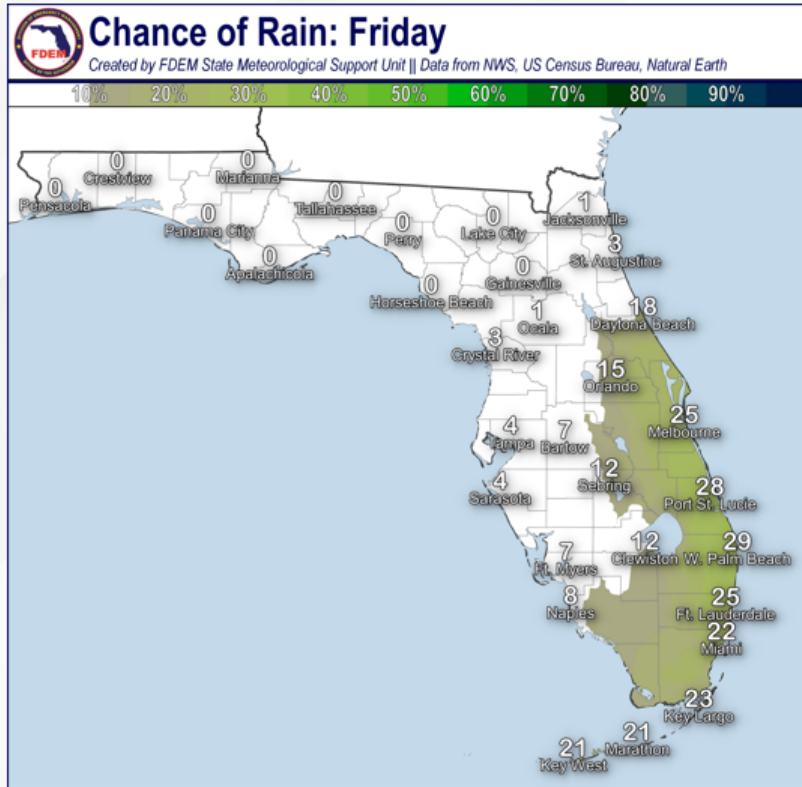 Chance of Rain: Friday
Created by FDEM State Meteorological Support Unit || Data from NWS, US Census Bureau, Natural Earth
FDEM
10% 20% 30% 40% 50% 60% 70% 80% 90%
0
Crestview
0
Marianna
0
Pensacola
0
Tallahassee
0
Panama City
0
Perry
0
Lake City
1
Jacksonville
3
St. Augustine
0
Apalachicola
0
Gainesville
0
Horseshoe Beach
1
Ocala
18
Daytona Beach
3
Crystal River
15
Orlando
4
Tampa
7
Bartow
25
Melbourne
4
Sarasota
12
Sebring
28
Port St. Lucie
7
Ft. Myers
12
Clewiston
29
W. Palm Beach
8
Naples
25
Ft. Lauderdale
22
Miami
23
Key Largo
21
Marathon
21
Key West